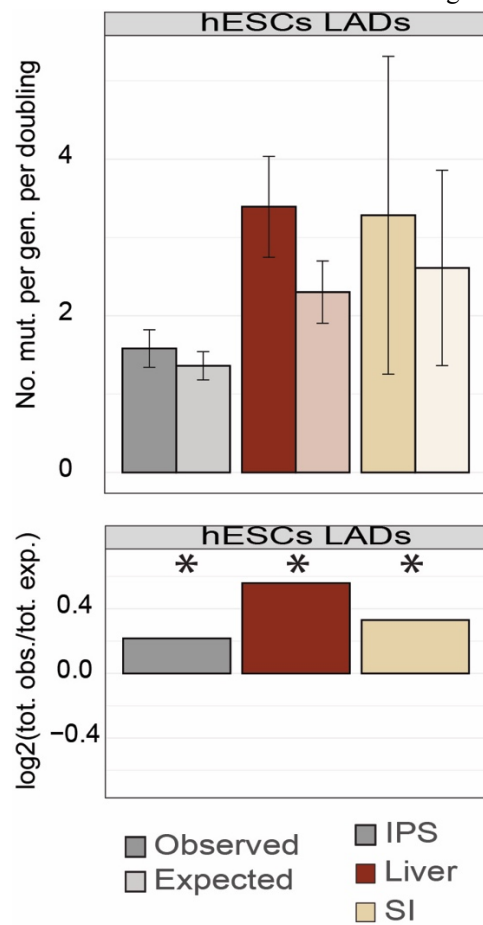 hESCs LADs
No. mut. per gen. per doubling
4
2
0
hESCs LADs
* * *
log2(tot. obs./tot. exp.)
0.4
0.0
−0.4
Observed
Expected
IPS
Liver
SI